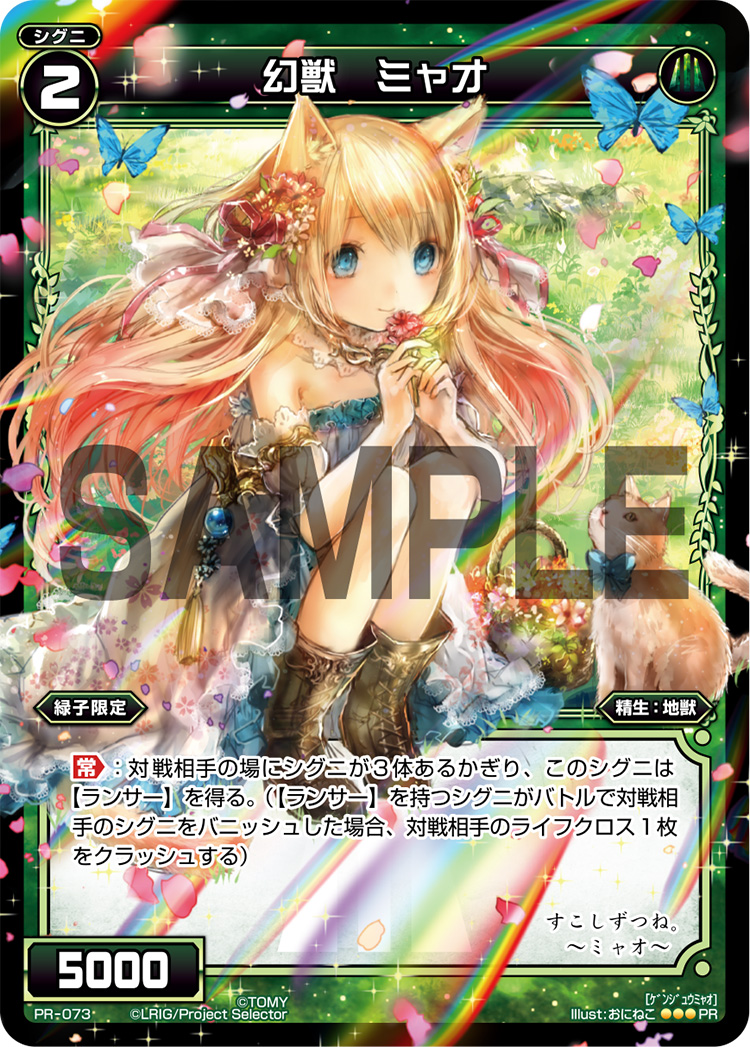 シグニ
2
幻獣 ミャオ
SAMPLE
緑子限定
精生：地獣
常：対戦相手の場にシグニが３体あるかぎり、このシグニは
【ランサー】を得る。（【ランサー】を持つシグニがバトルで対戦相
手のシグニをバニッシュした場合、対戦相手のライフクロス１枚
をクラッシュする）
すこしずつね。
～ミャオ～
5000
[ｹﾞﾝｼﾞｭｳﾐｬｵ]
PR-073
©TOMY
©LRIG/Project Selector
Illust:おにねこ
PR